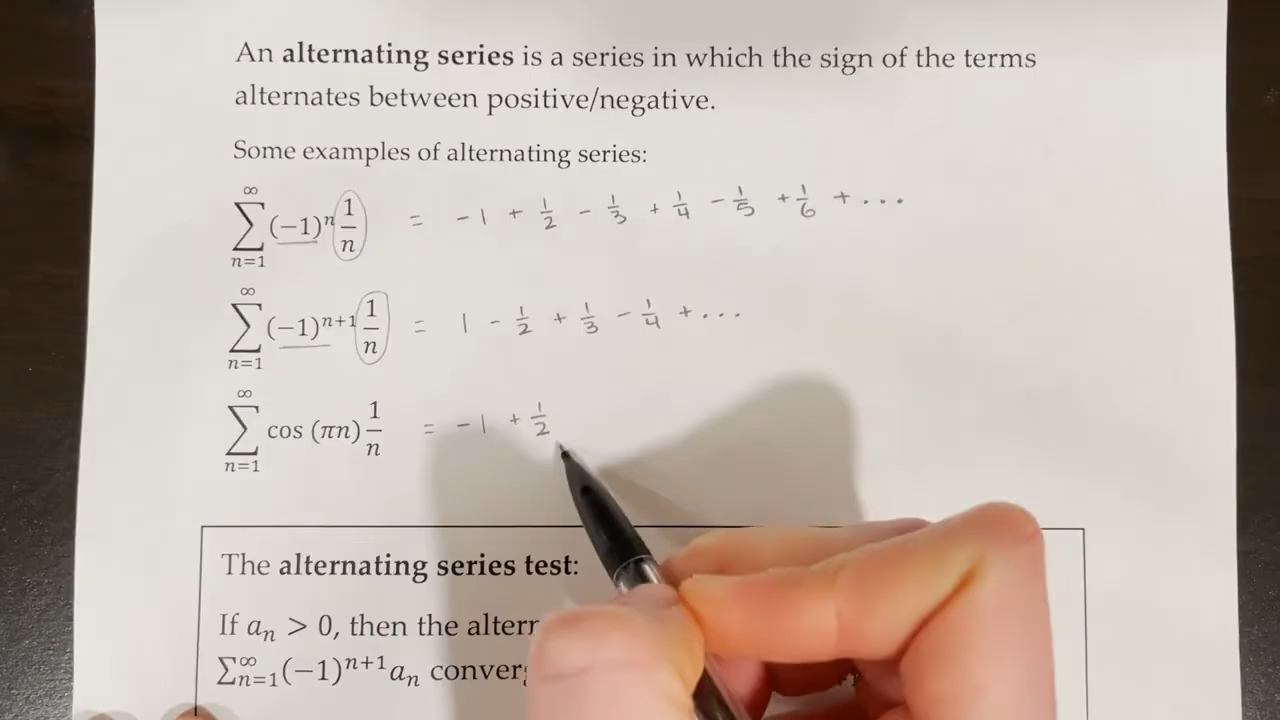 An alternating series is a series in which the sign of the terms
alternates between positive/negative.
Some examples of alternating series:
∑_{n=1}^{∞} (−1)^n 1/n = −1 + 1/2 − 1/3 + 1/4 − 1/5 + 1/6 + ...
∑_{n=1}^{∞} (−1)^{n+1} 1/n = 1 − 1/2 + 1/3 − 1/4 + ...
∑_{n=1}^{∞} cos (πn) 1/n = −1 + 1/2
The alternating series test:
If a_n > 0, then the altern
∑_{n=1}^{∞} (−1)^{n+1} a_n converg